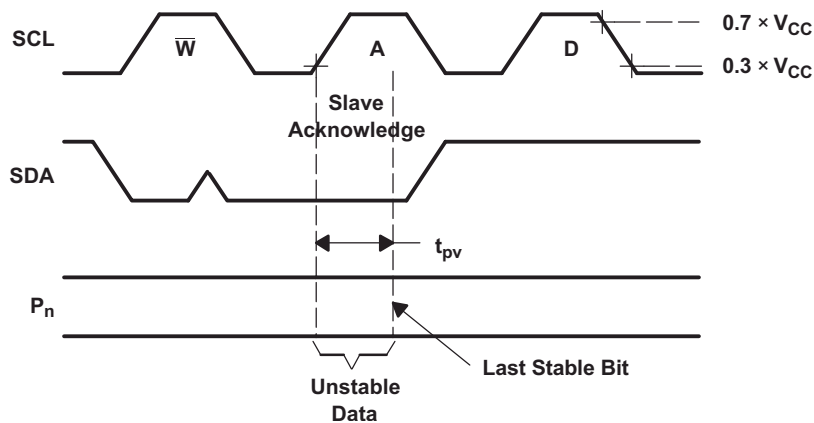 SCL
W̅
A
D
0.7 × VCC
0.3 × VCC
Slave
Acknowledge
SDA
tpv
Pn
Last Stable Bit
Unstable
Data